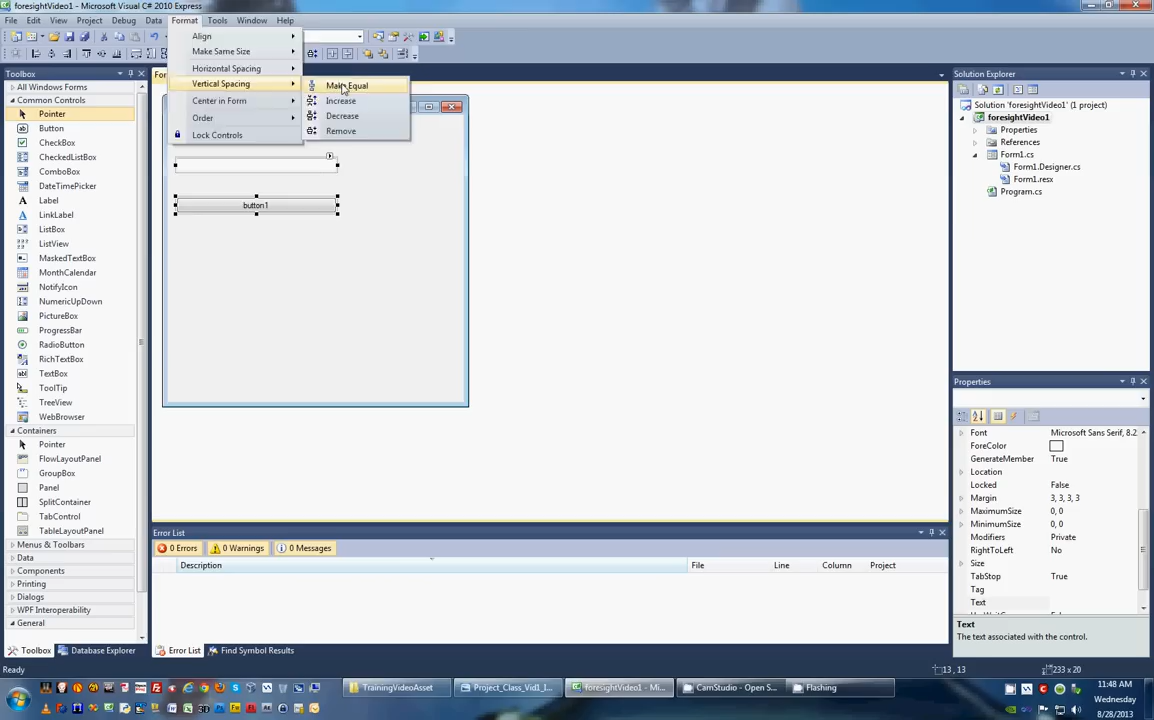 foresightVideo1 - Microsoft Visual C# 2010 Express
File Edit View Project Debug Data Format Tools Window Help
Align
Make Same Size
Horizontal Spacing
Vertical Spacing
Center in Form
Order
Lock Controls
Make Equal
Increase
Decrease
Remove
button1
Toolbox
All Windows Forms
Common Controls
Pointer
Button
CheckBox
CheckedListBox
ComboBox
DateTimePicker
Label
LinkLabel
ListBox
ListView
MaskedTextBox
MonthCalendar
NotifyIcon
NumericUpDown
PictureBox
ProgressBar
RadioButton
RichTextBox
TextBox
ToolTip
TreeView
WebBrowser
Containers
Pointer
FlowLayoutPanel
GroupBox
Panel
SplitContainer
TabControl
TableLayoutPanel
Menus & Toolbars
Data
Components
Printing
Dialogs
WPF Interoperability
General
Toolbox Database Explorer
Error List
0 Errors 0 Warnings 0 Messages
Description File Line Column Project
Error List Find Symbol Results
Solution Explorer
Solution 'foresightVideo1' (1 project)
foresightVideo1
Properties
References
Form1.cs
Form1.Designer.cs
Form1.resx
Program.cs
Properties
Font Microsoft Sans Serif, 8.2
ForeColor
GenerateMember True
Location
Locked False
Margin 3, 3, 3, 3
MaximumSize 0, 0
MinimumSize 0, 0
Modifiers Private
RightToLeft No
Size
TabStop True
Tag
Text
Text
The text associated with the control.
Ready 13 , 13 233 x 20
TrainingVideoAsset Project_Class_Vid1_I... foresightVideo1 - Mi... CamStudio - Open S... Flashing
11:48 AM
Wednesday
8/28/2013